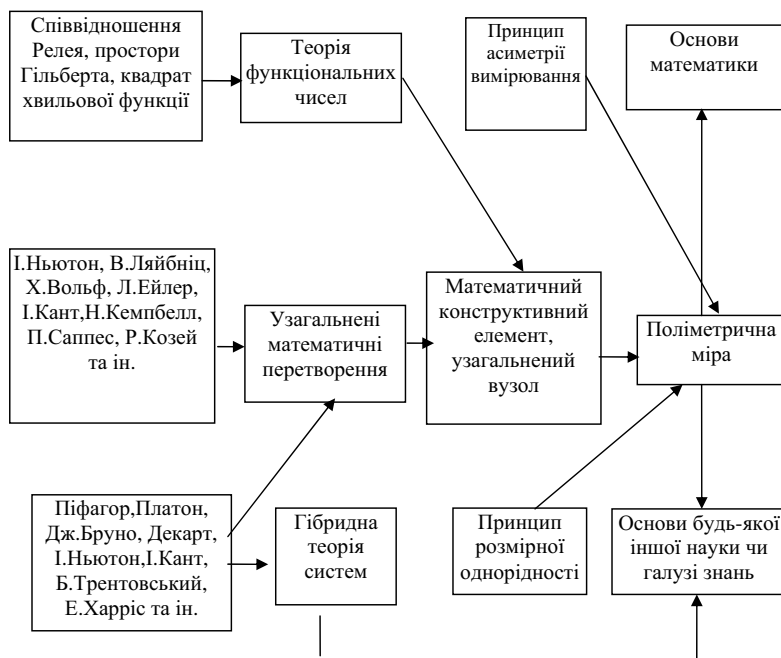 Співвідношення
Релея, простори
Гільберта, квадрат
хвильової функції
Теорія
функціональних
чисел
Принцип
асиметрії
вимірювання
Основи
математики
І.Ньютон, В.Ляйбніц,
Х.Вольф, Л.Ейлер,
І.Кант,Н.Кемпбелл,
П.Саппес, Р.Козей
та ін.
Узагальнені
математичні
перетворення
Математичний
конструктивний
елемент,
узагальнений
вузол
Поліметрична
міра
Піфагор,Платон,
Дж.Бруно, Декарт,
І.Ньютон,І.Кант,
Б.Трентовський,
Е.Харріс та ін.
Гібридна
теорія
систем
Принцип
розмірної
однорідності
Основи будь-якої
іншої науки чи
галузі знань